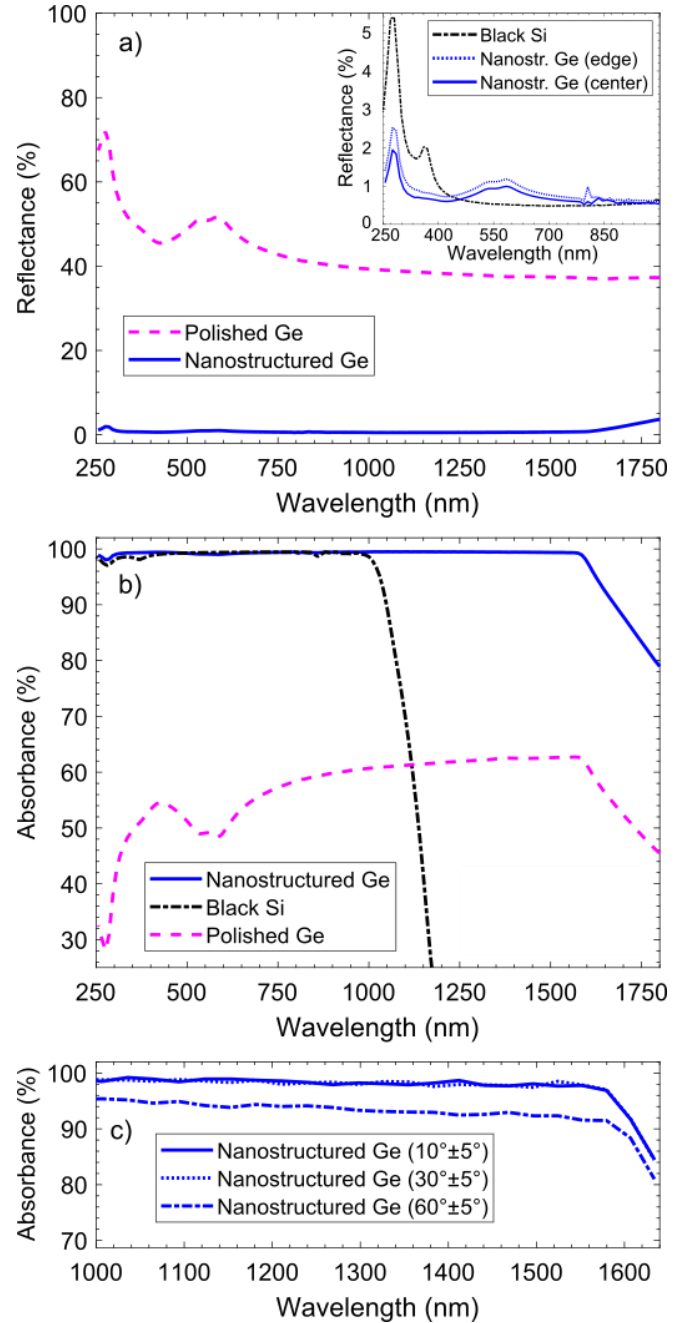 a)
100
80
60
40
20
0
Reflectance (%)
250 500 750 1000 1250 1500 1750
Wavelength (nm)
Polished Ge
Nanostructured Ge
5
4
3
2
1
0
Reflectance (%)
250 400 550 700 850
Wavelength (nm)
Black Si
Nanostr. Ge (edge)
Nanostr. Ge (center)
b)
100
90
80
70
60
50
40
30
Absorbance (%)
250 500 750 1000 1250 1500 1750
Wavelength (nm)
Nanostructured Ge
Black Si
Polished Ge
c)
100
90
80
70
Absorbance (%)
1000 1100 1200 1300 1400 1500 1600
Wavelength (nm)
Nanostructured Ge (10°±5°)
Nanostructured Ge (30°±5°)
Nanostructured Ge (60°±5°)